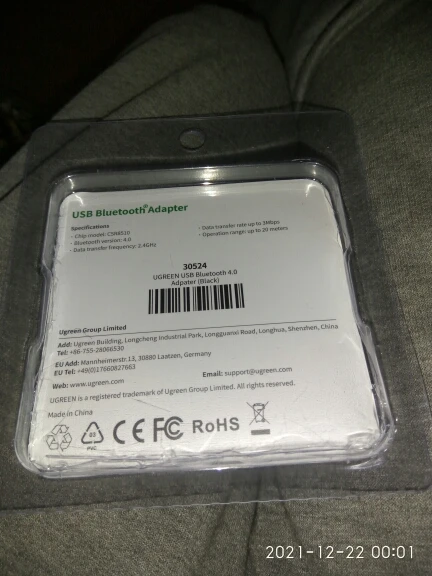 USB Bluetooth® Adapter
Specifications
· Chip model: CSR8510
· Bluetooth version: 4.0
· Data transfer frequency: 2.4GHz
· Data transfer rate up to 3Mbps
· Operation range: up to 20 meters
30524
UGREEN USB Bluetooth 4.0
Adpater (Black)
Ugreen Group Limited
Add: Ugreen Building, Longcheng Industrial Park, Longguanxi Road, Longhua, Shenzhen, China
Tel: +86-755-28066530
EU Add: Mannheimerstr.13, 30880 Laatzen, Germany
EU Tel: +49(0)17660827663
Web: www.ugreen.com
Email: support@ugreen.com
UGREEN is a registered trademark of Ugreen Group Limited. All rights reserved.
Made in China
03
PVC
CE FC RoHS
2021-12-22 00:01